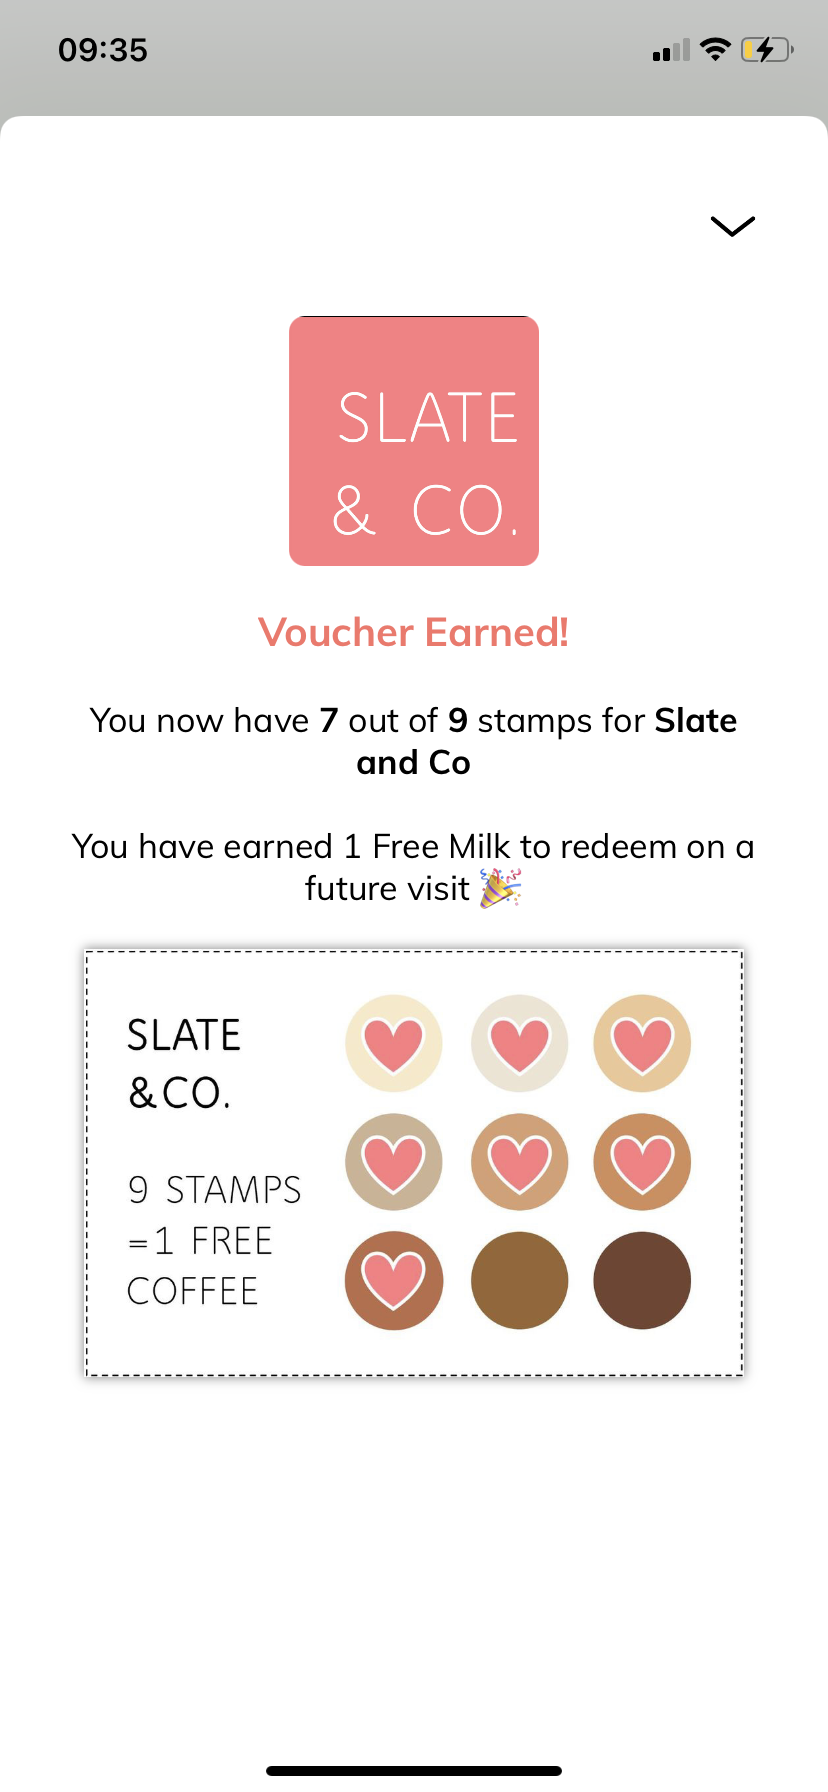 09:35
SLATE
& CO.
Voucher Earned!
You now have 7 out of 9 stamps for Slate
and Co
You have earned 1 Free Milk to redeem on a
future visit 🎉
SLATE
&CO.
9 STAMPS
=1 FREE
COFFEE